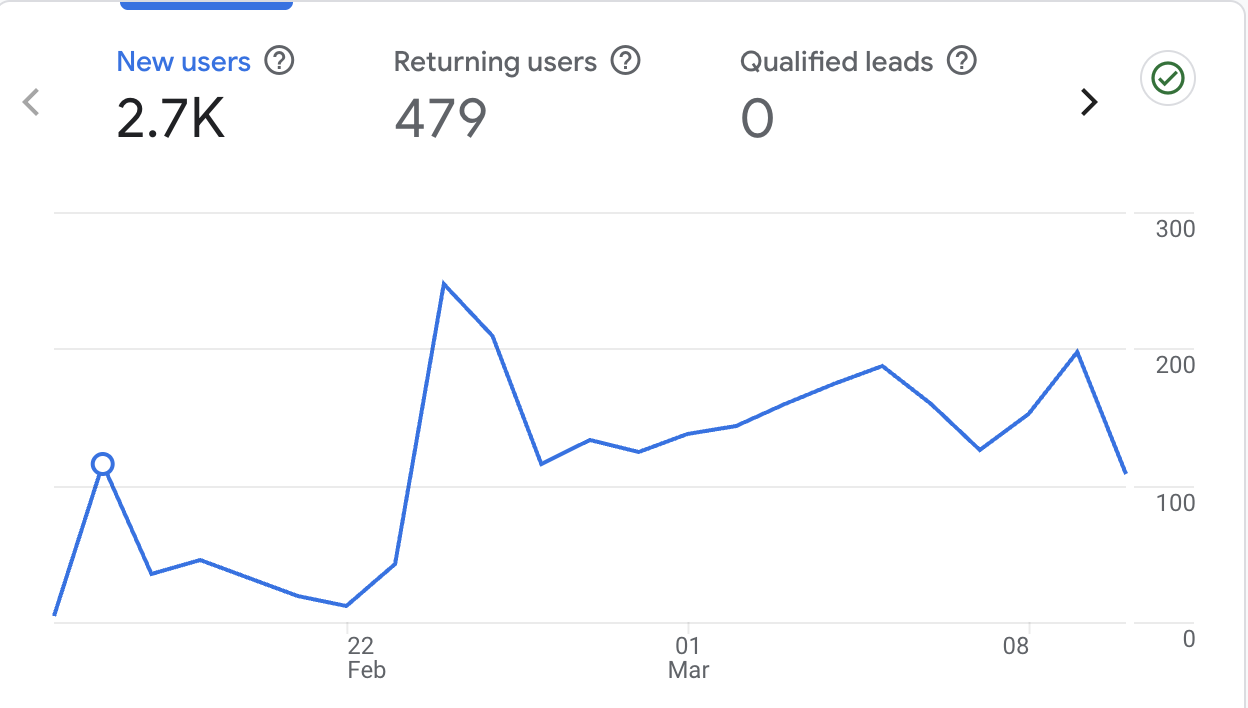 New users ? Returning users ? Qualified leads ?
2.7K 479 0
300
200
100
0
22 01 08
Feb Mar